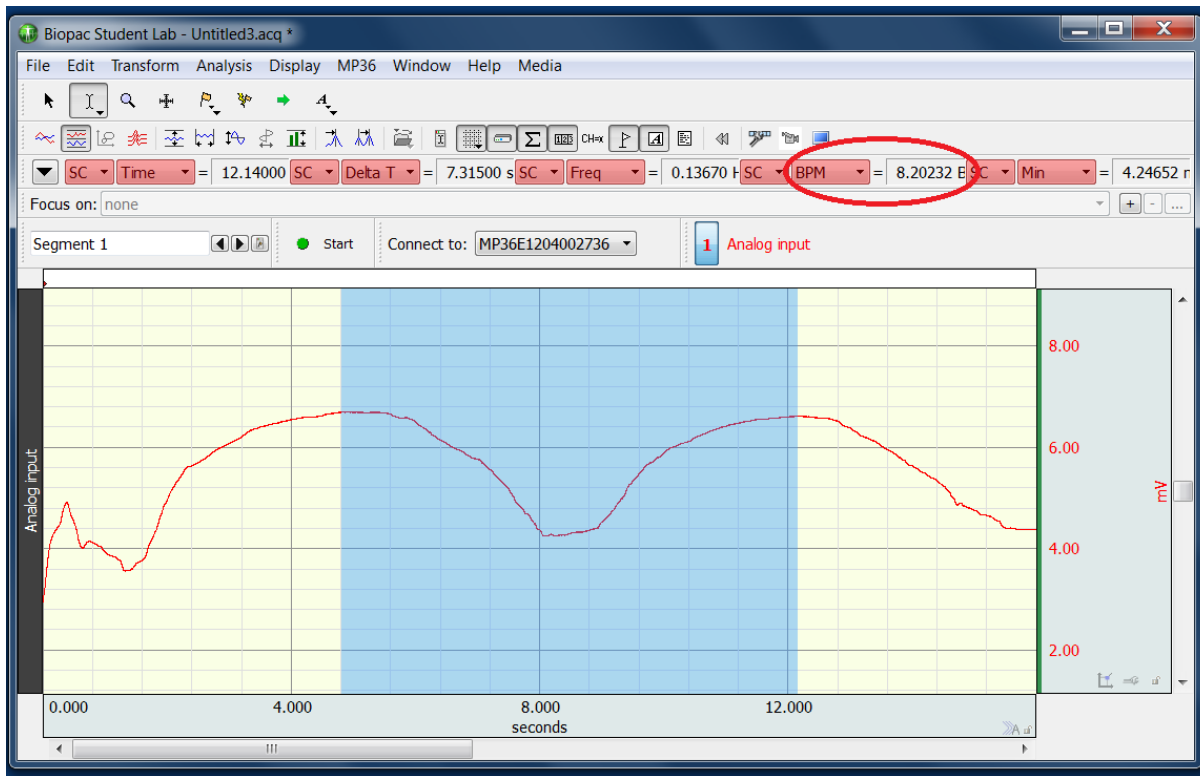 Biopac Student Lab - Untitled3.acq *
File Edit Transform Analysis Display MP36 Window Help Media
SC Time = 12.14000 SC Delta T = 7.31500 s SC Freq = 0.13670 H SC BPM = 8.20232 B SC Min = 4.24652
Focus on: none
Segment 1 Start Connect to: MP36E1204002736 1 Analog input
Analog input
8.00
6.00
4.00
2.00
mV
0.000 4.000 8.000 12.000
seconds